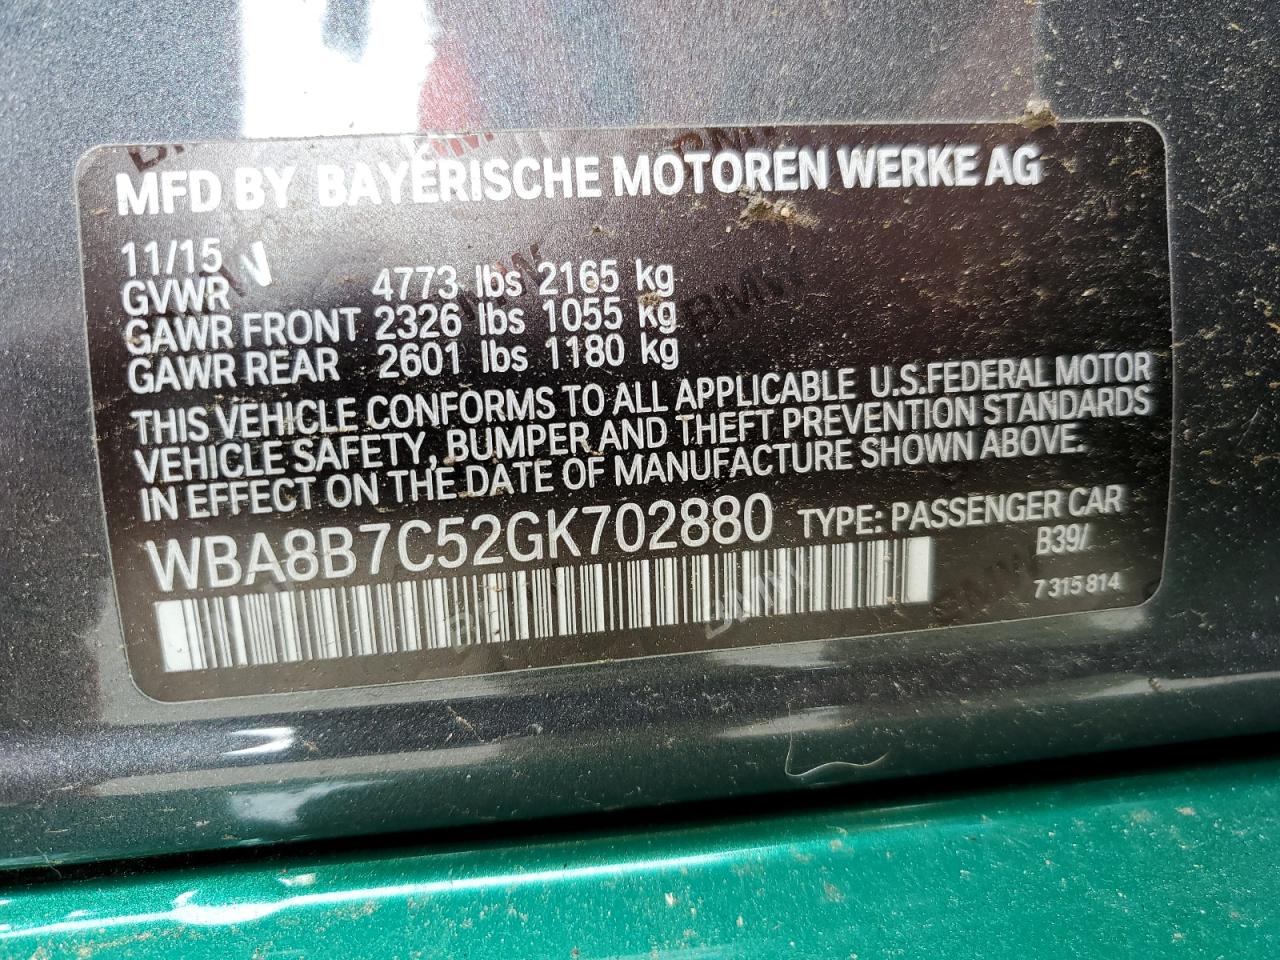 MFD BY BAYERISCHE MOTOREN WERKE AG
11/15
GVWR 4773 lbs 2165 kg
GAWR FRONT 2326 lbs 1055 kg
GAWR REAR 2601 lbs 1180 kg
THIS VEHICLE CONFORMS TO ALL APPLICABLE U.S.FEDERAL MOTOR
VEHICLE SAFETY, BUMPER AND THEFT PREVENTION STANDARDS
IN EFFECT ON THE DATE OF MANUFACTURE SHOWN ABOVE.
WBA8B7C52GK702880 TYPE: PASSENGER CAR
B39/
7 315 814